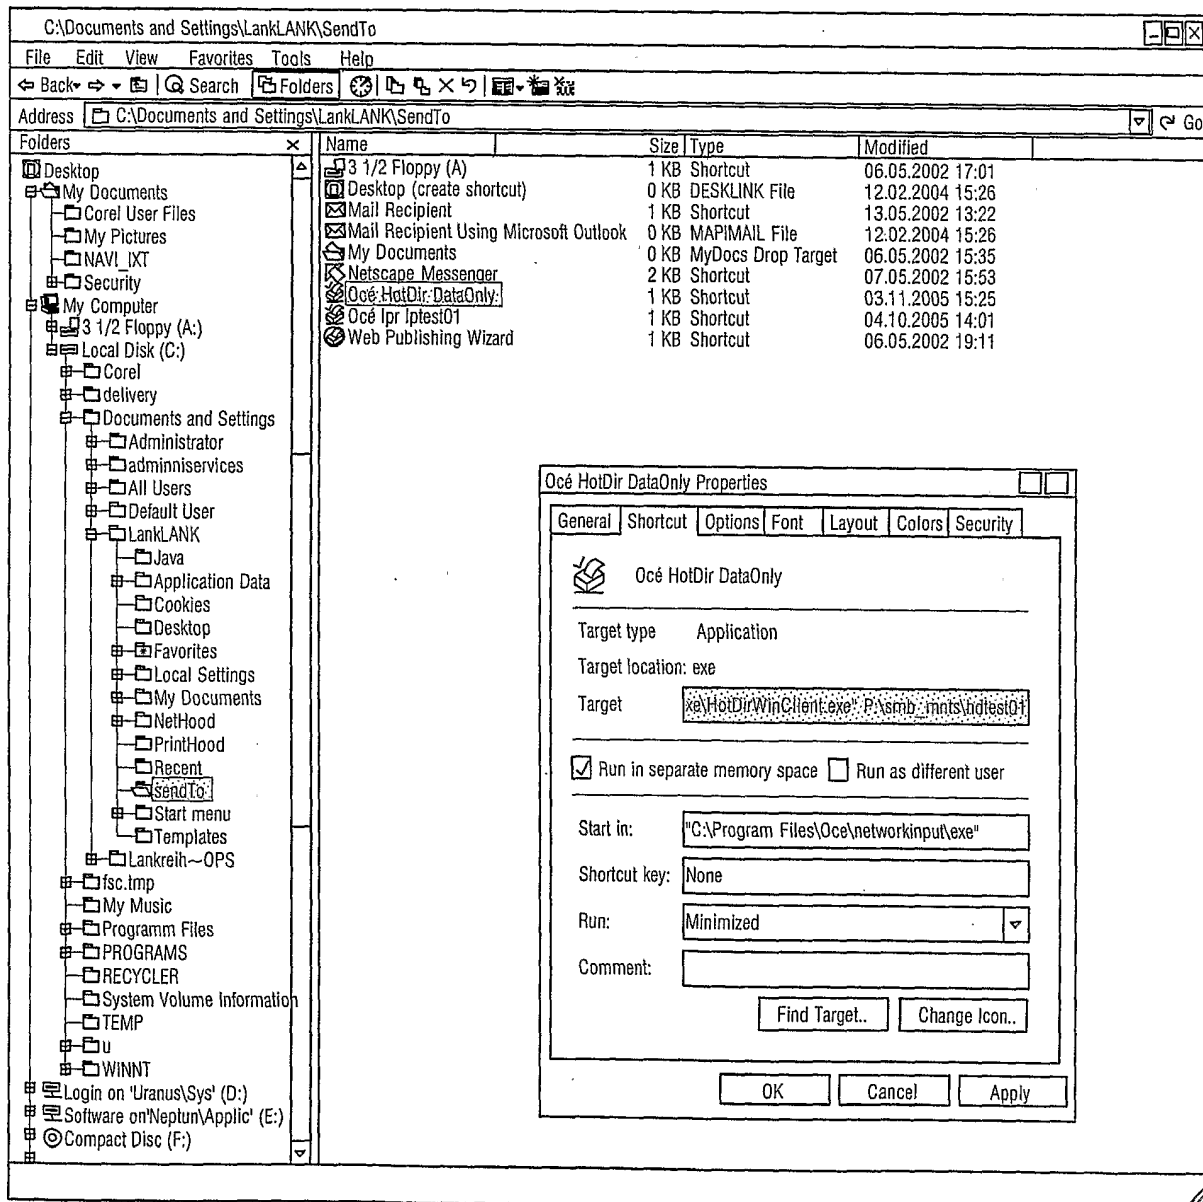 C:\Documents and Settings\LankLANK\SendTo
File Edit View Favorites Tools Help
Back Search Folders
Address C:\Documents and Settings\LankLANK\SendTo Go
Folders ×
Desktop
My Documents
Corel User Files
My Pictures
NAVI_IXT
Security
My Computer
3 1/2 Floppy (A:)
Local Disk (C:)
Corel
delivery
Documents and Settings
Administrator
adminniservices
All Users
Default User
LankLANK
Java
Application Data
Cookies
Desktop
Favorites
Local Settings
My Documents
NetHood
PrintHood
Recent
sendTo
Start menu
Templates
Lankreih~OPS
fsc.tmp
My Music
Programm Files
PROGRAMS
RECYCLER
System Volume Information
TEMP
u
WINNT
Login on 'Uranus\Sys' (D:)
Software on'Neptun\Applic' (E:)
Compact Disc (F:)
Name Size Type Modified
3 1/2 Floppy (A) 1 KB Shortcut 06.05.2002 17:01
Desktop (create shortcut) 0 KB DESKLINK File 12.02.2004 15:26
Mail Recipient 1 KB Shortcut 13.05.2002 13:22
Mail Recipient Using Microsoft Outlook 0 KB MAPIMAIL File 12.02.2004 15:26
My Documents 0 KB MyDocs Drop Target 06.05.2002 15:35
Netscape Messenger 2 KB Shortcut 07.05.2002 15:53
Océ HotDir DataOnly 1 KB Shortcut 03.11.2005 15:25
Océ lpr lptest01 1 KB Shortcut 04.10.2005 14:01
Web Publishing Wizard 1 KB Shortcut 06.05.2002 19:11
Océ HotDir DataOnly Properties
General Shortcut Options Font Layout Colors Security
Océ HotDir DataOnly
Target type Application
Target location: exe
Target xe\HotDirWinClient.exe" P:\smb_mnts\hdtest01
Run in separate memory space Run as different user
Start in: "C:\Program Files\Oce\networkinput\exe"
Shortcut key: None
Run: Minimized
Comment:
Find Target.. Change Icon..
OK Cancel Apply